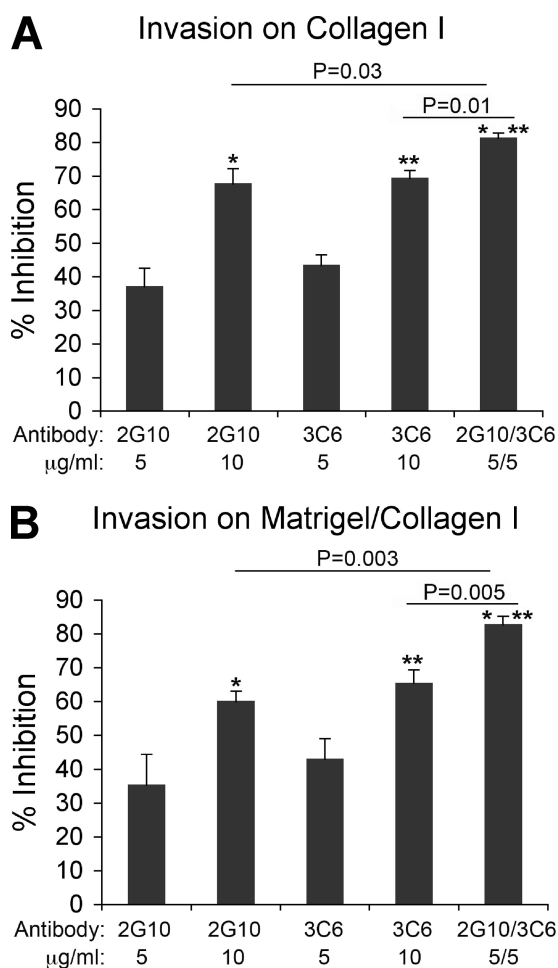 A Invasion on Collagen I
P=0.03
P=0.01
90
80
70
60
50
40
30
20
10
0
% Inhibition
*
**
* **
Antibody: 2G10 2G10 3C6 3C6 2G10/3C6
μg/ml: 5 10 5 10 5/5
B Invasion on Matrigel/Collagen I
P=0.003
P=0.005
90
80
70
60
50
40
30
20
10
0
% Inhibition
*
**
* **
Antibody: 2G10 2G10 3C6 3C6 2G10/3C6
μg/ml: 5 10 5 10 5/5